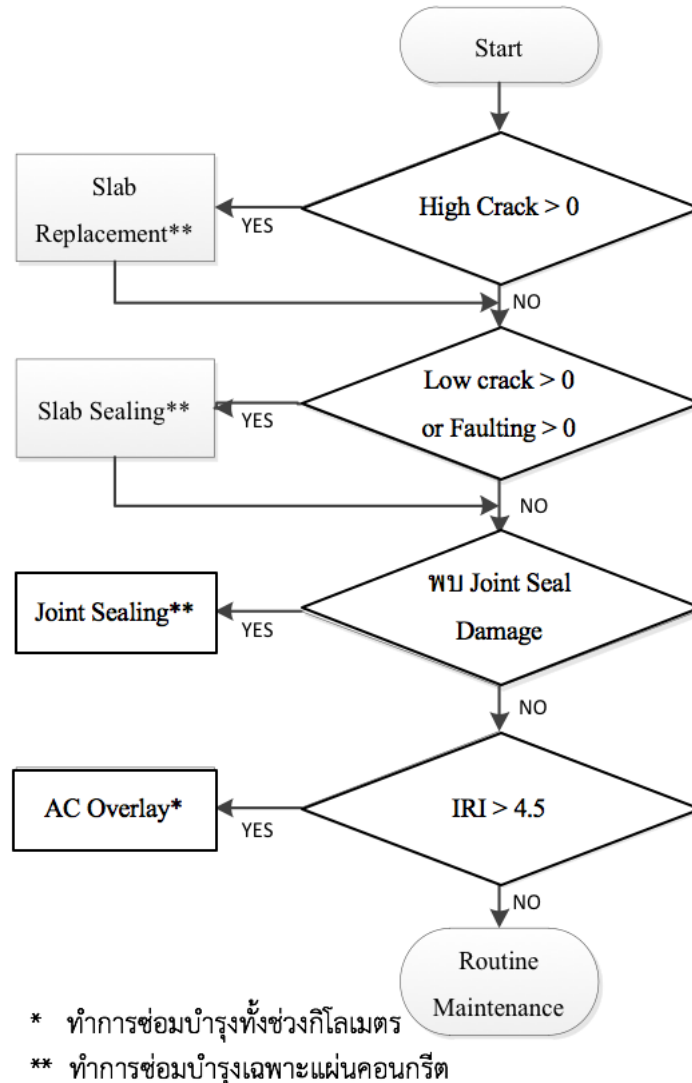 Start
High Crack > 0
YES
Slab
Replacement**
NO
Low crack > 0
or Faulting > 0
YES
Slab Sealing**
NO
พบ Joint Seal
Damage
YES
Joint Sealing**
NO
IRI > 4.5
YES
AC Overlay*
NO
Routine
Maintenance
* ทำการซ่อมบำรุงทั้งช่วงกิโลเมตร
** ทำการซ่อมบำรุงเฉพาะแผ่นคอนกรีต